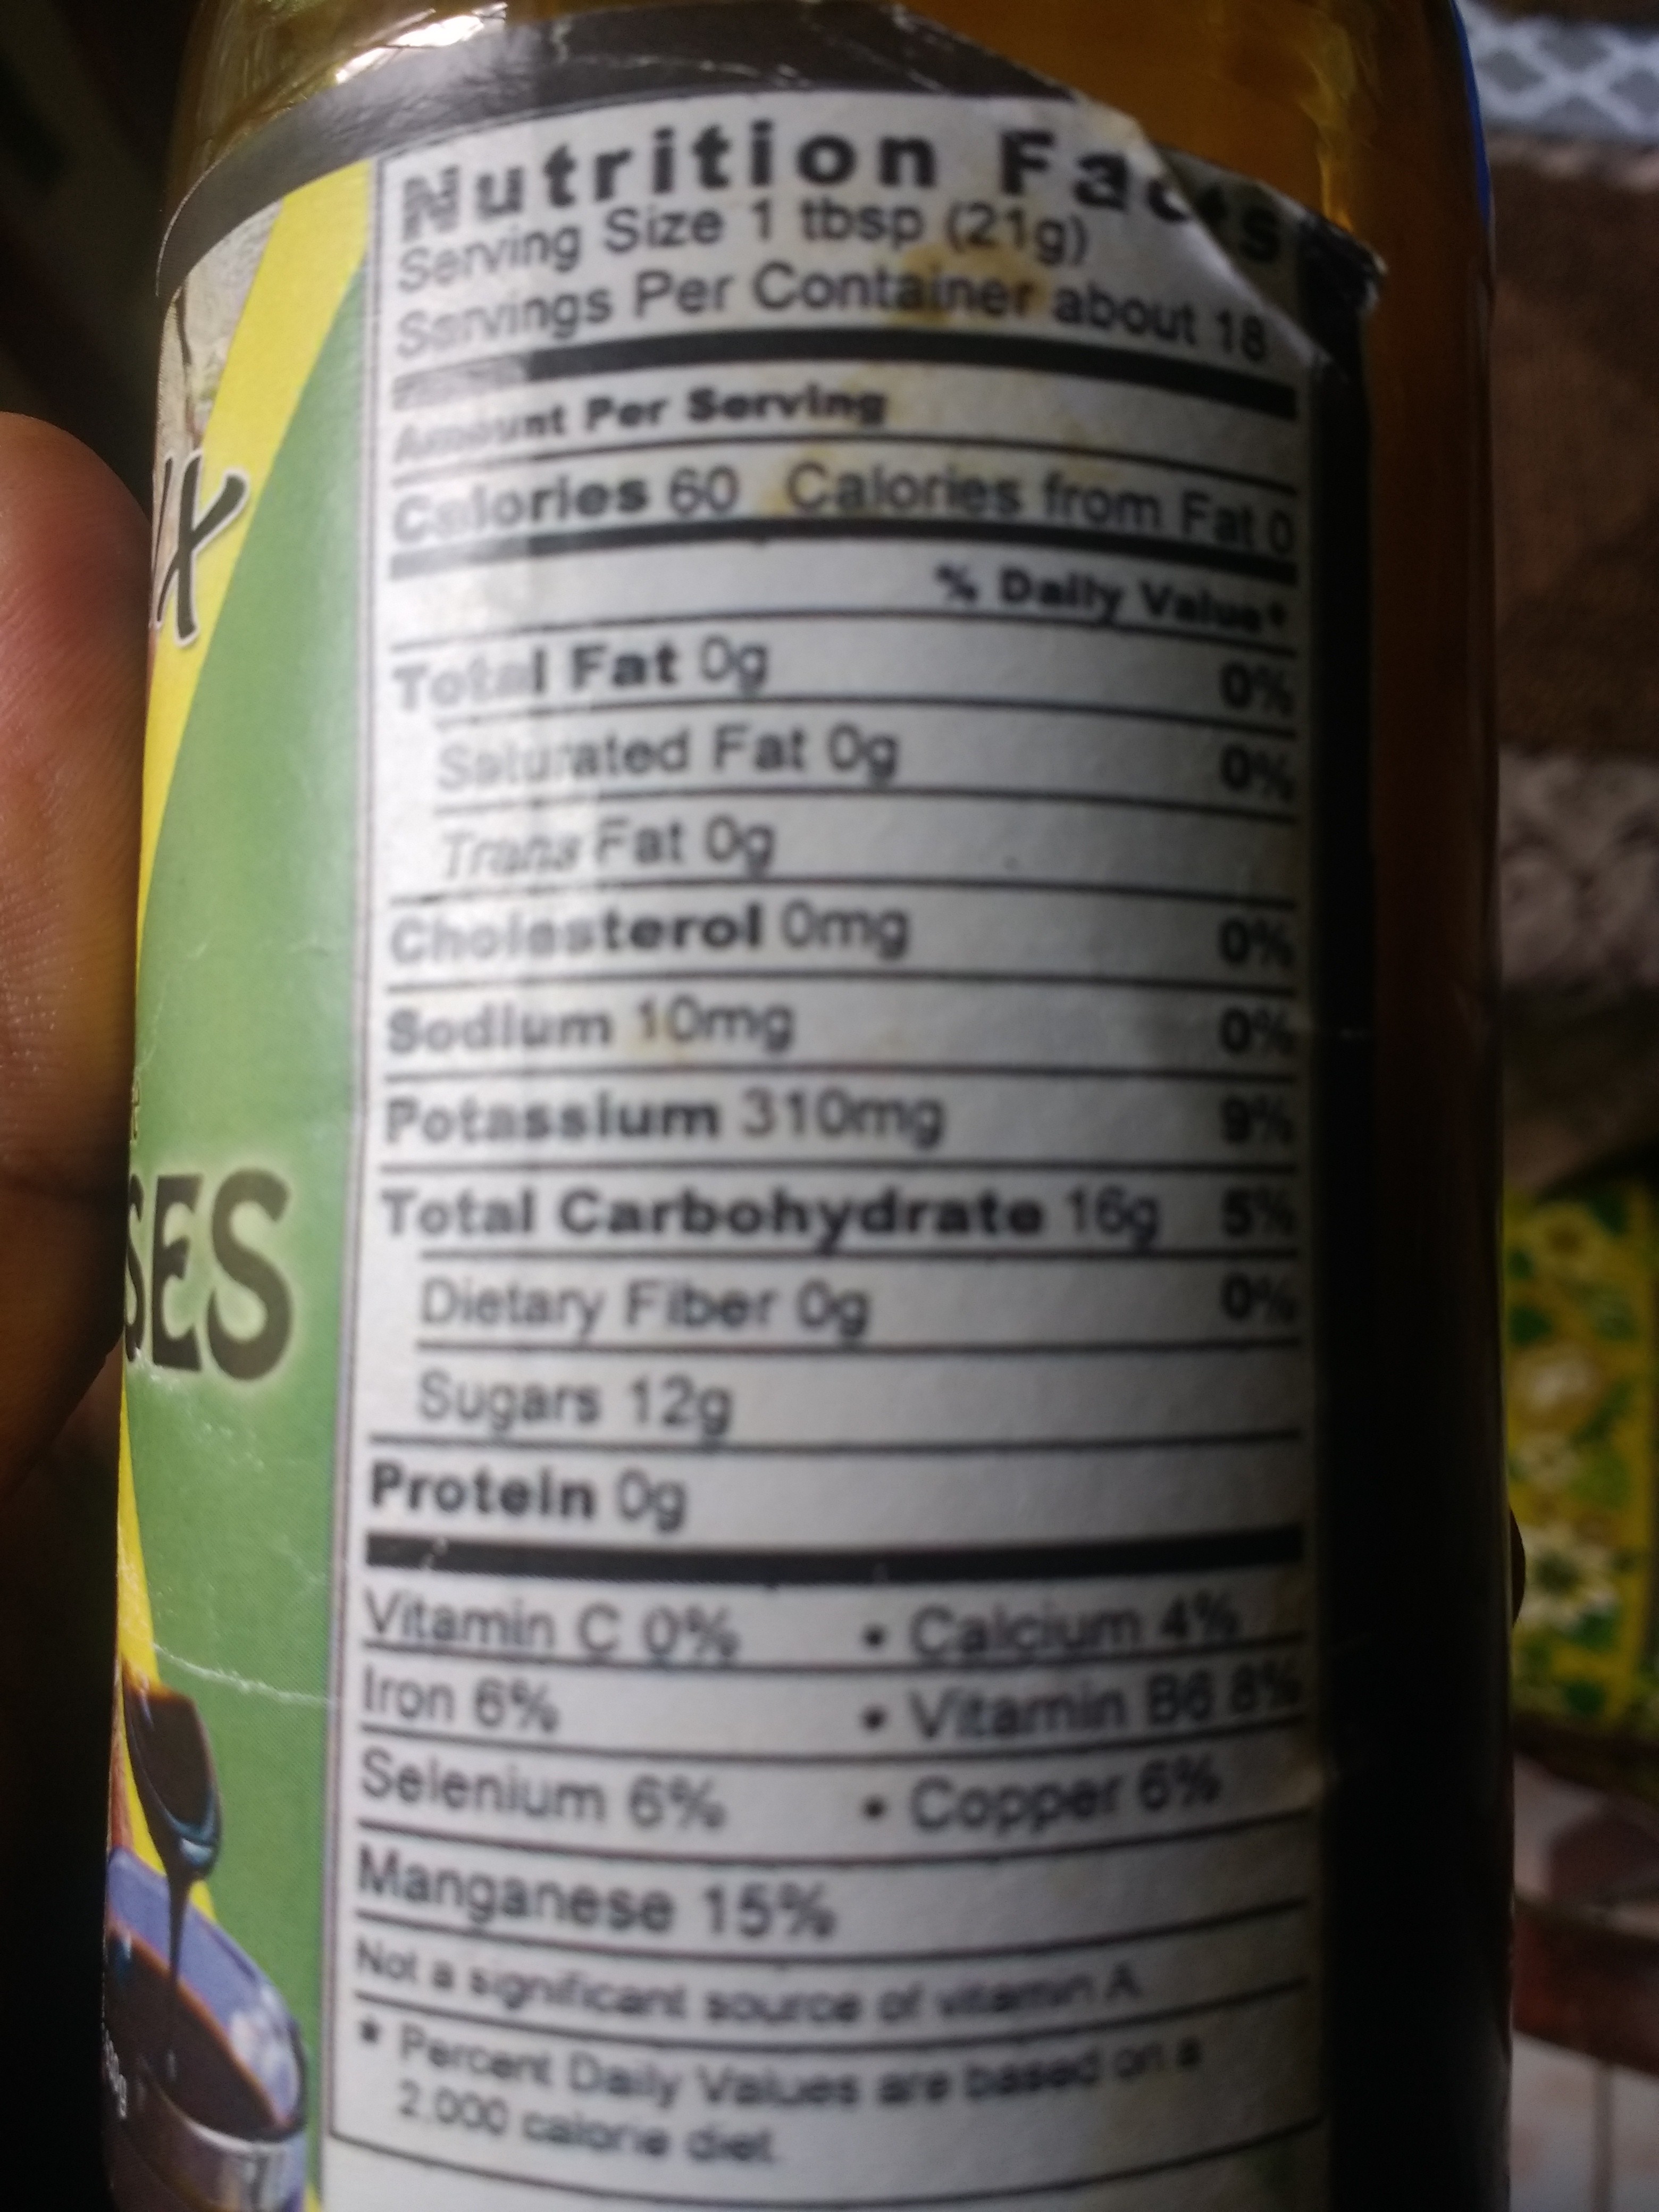 Nutrition Facts
Serving Size 1 tbsp (21g)
Servings Per Container about 18
Amount Per Serving
Calories 60 Calories from Fat 0
% Daily Value*
Total Fat 0g 0%
Saturated Fat 0g 0%
Trans Fat 0g
Cholesterol 0mg 0%
Sodium 10mg 0%
Potassium 310mg 9%
Total Carbohydrate 16g 5%
Dietary Fiber 0g 0%
Sugars 12g
Protein 0g
Vitamin C 0% • Calcium 4%
Iron 6% • Vitamin B6 8%
Selenium 6% • Copper 6%
Manganese 15%
Not a significant source of vitamin A.
* Percent Daily Values are based on a
2,000 calorie diet.
SES